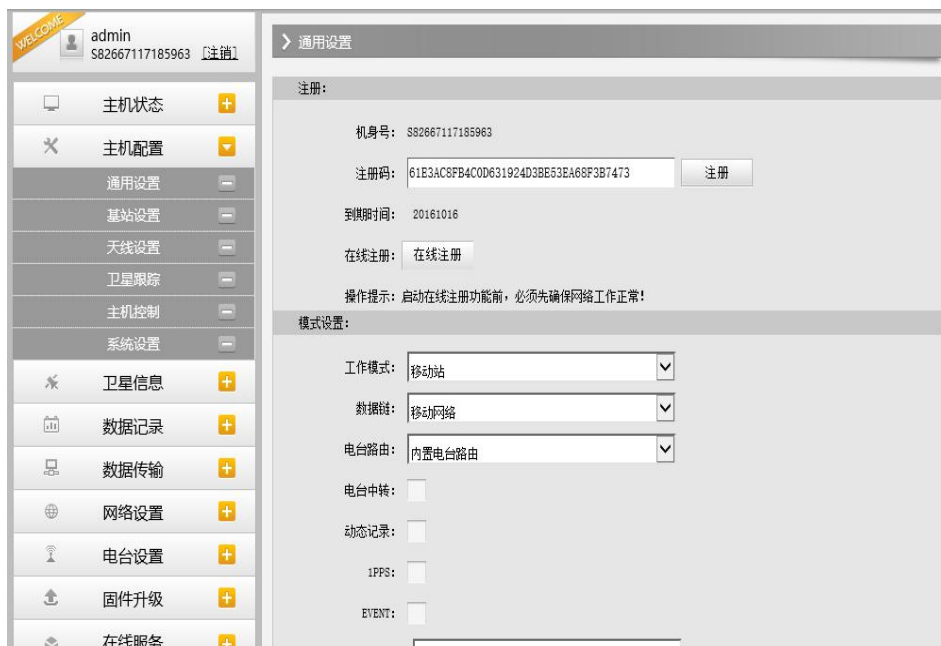 WELCOME
admin
S82667117185963 [注销]
主机状态
主机配置
通用设置
基站设置
天线设置
卫星跟踪
主机控制
系统设置
卫星信息
数据记录
数据传输
网络设置
电台设置
固件升级
在线服务
通用设置
注册:
机身号: S82667117185963
注册码: 61E3AC8FB4C0D631924D3BE53EA68F3B7473 注册
到期时间: 20161016
在线注册: 在线注册
操作提示: 启动在线注册功能前，必须先确保网络工作正常!
模式设置:
工作模式: 移动站
数据链: 移动网络
电台路由: 内置电台路由
电台中转:
动态记录:
1PPS:
EVENT: